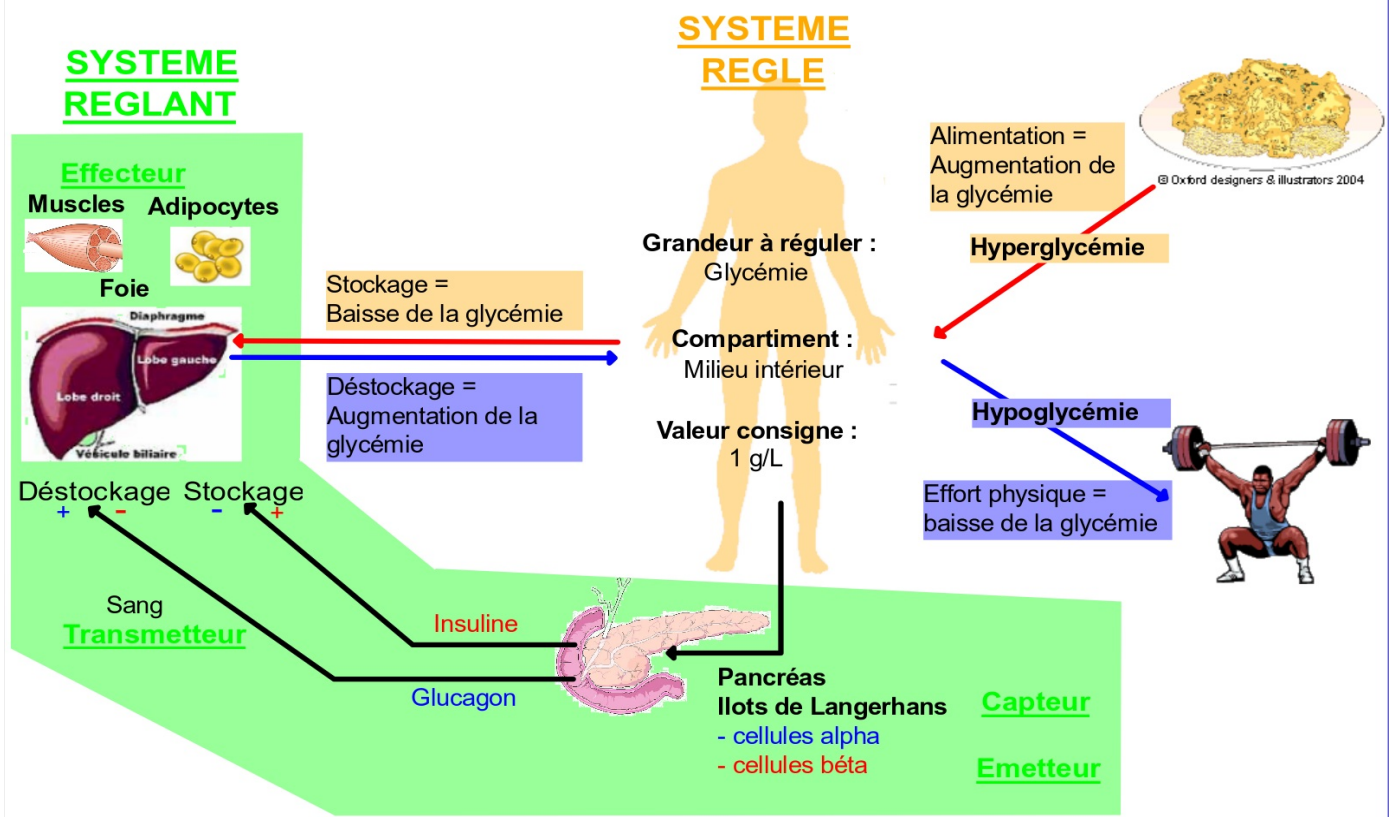 SYSTEME
REGLANT
Effecteur
Muscles
Adipocytes
Foie
Diaphragme
Lobe gauche
Lobe droit
Vésicule biliaire
Déstockage
+ -
Stockage
- +
Sang
Transmetteur
Stockage =
Baisse de la glycémie
Déstockage =
Augmentation de la
glycémie
Insuline
Glucagon
SYSTEME
REGLE
Grandeur à réguler :
Glycémie
Compartiment :
Milieu intérieur
Valeur consigne :
1 g/L
Pancréas
Ilots de Langerhans
- cellules alpha
- cellules béta
Capteur
Emetteur
Alimentation =
Augmentation de
la glycémie
© Oxford designers & illustrators 2004
Hyperglycémie
Hypoglycémie
Effort physique =
baisse de la glycémie